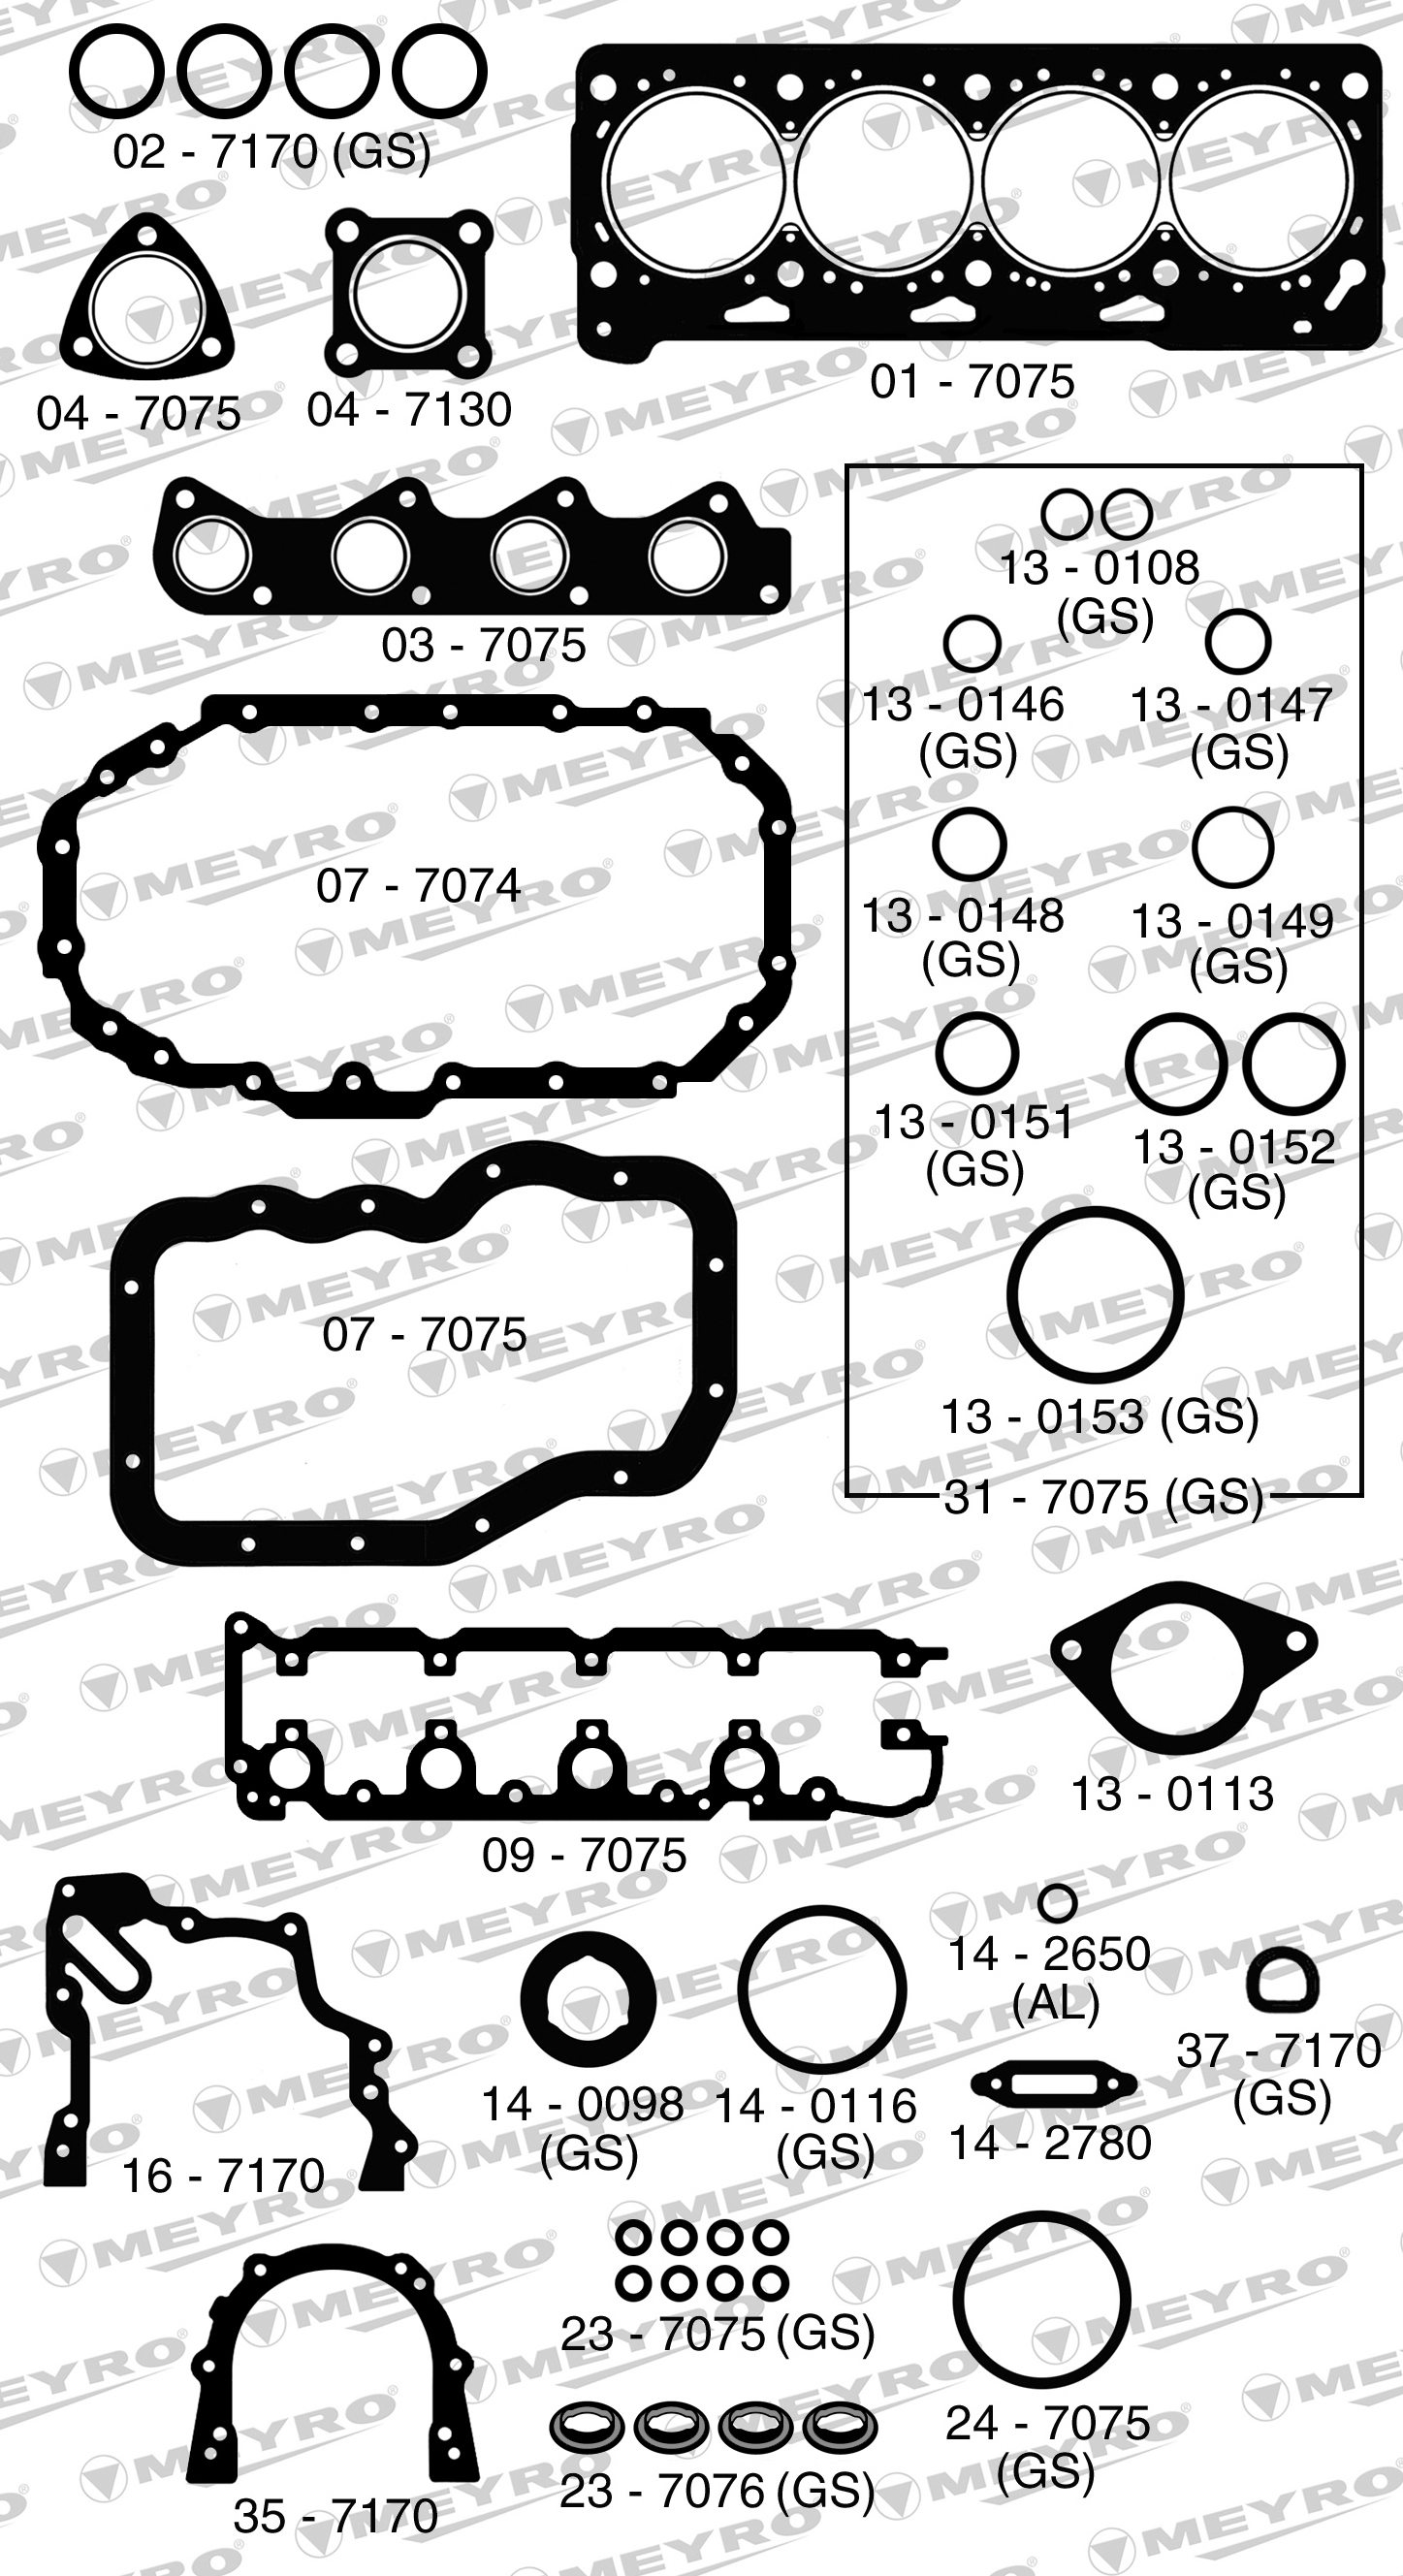 02 - 7170 (GS)
04 - 7075
04 - 7130
01 - 7075
03 - 7075
13 - 0108
(GS)
13 - 0146
(GS)
13 - 0147
(GS)
13 - 0148
(GS)
13 - 0149
(GS)
13 - 0151
(GS)
13 - 0152
(GS)
13 - 0153 (GS)
31 - 7075 (GS)
07 - 7074
07 - 7075
09 - 7075
13 - 0113
16 - 7170
14 - 0098
(GS)
14 - 0116
(GS)
14 - 2650
(AL)
14 - 2780
37 - 7170
(GS)
35 - 7170
23 - 7075 (GS)
23 - 7076 (GS)
24 - 7075
(GS)
MEYRO®